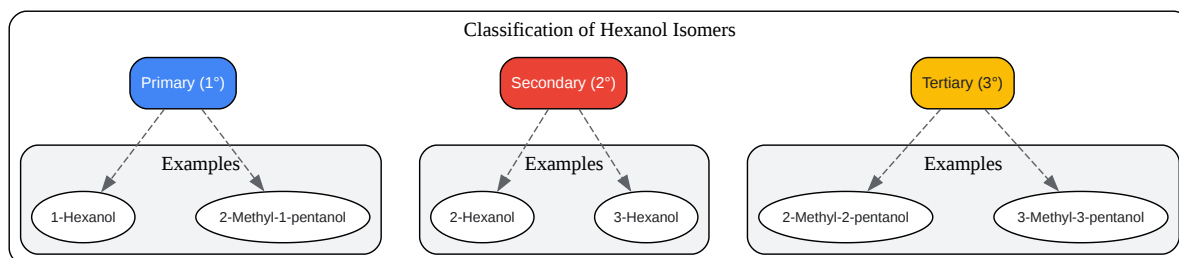 Classification of Hexanol Isomers
Primary (1°)
Secondary (2°)
Tertiary (3°)
Examples
Examples
Examples
1-Hexanol
2-Methyl-1-pentanol
2-Hexanol
3-Hexanol
2-Methyl-2-pentanol
3-Methyl-3-pentanol